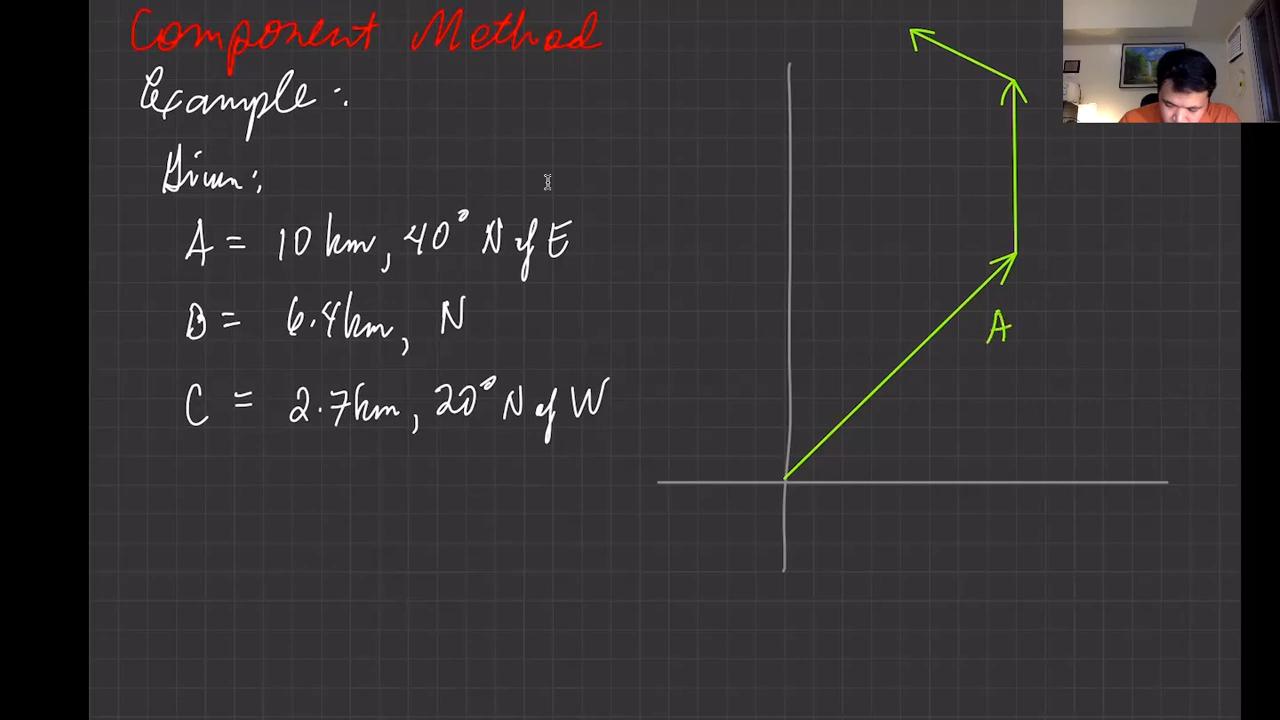 Component Method
Example:
Given:
A = 10 km, 40° N of E
B = 6.4 km, N
C = 2.7 km, 20° N of W
A